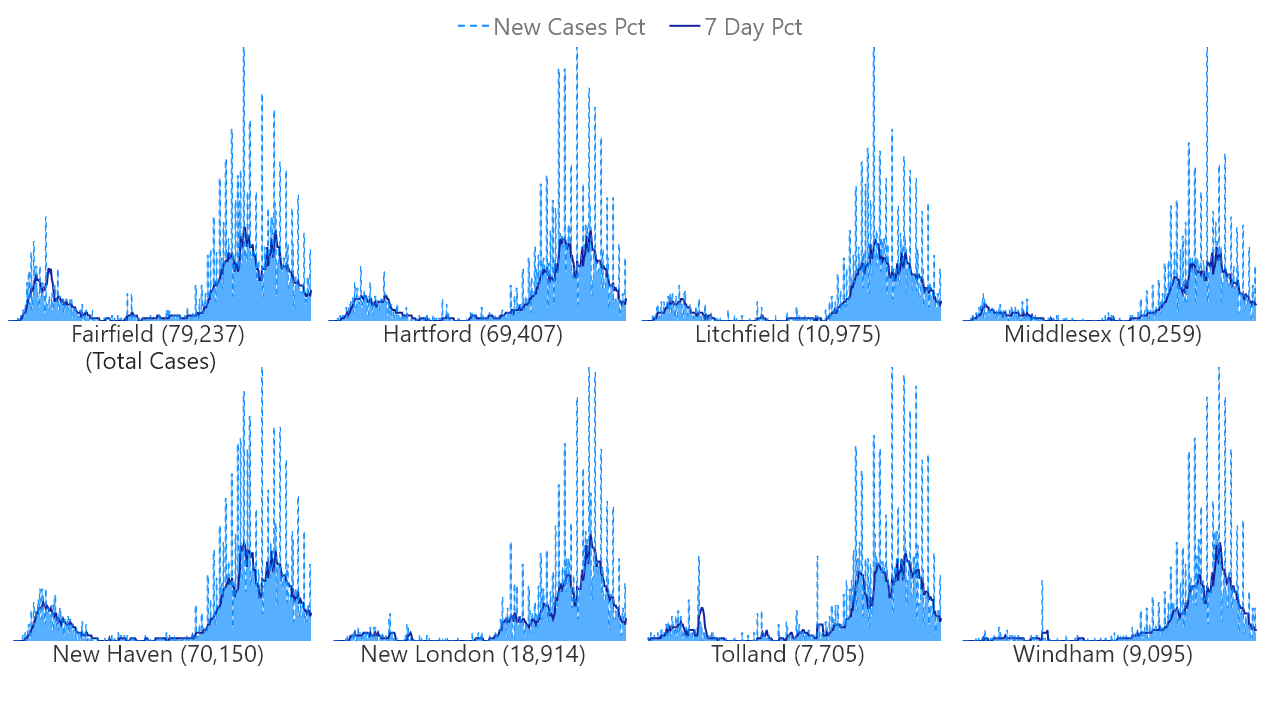 New Cases Pct 7 Day Pct
Fairfield (79,237) Hartford (69,407) Litchfield (10,975) Middlesex (10,259)
(Total Cases)
New Haven (70,150) New London (18,914) Tolland (7,705) Windham (9,095)